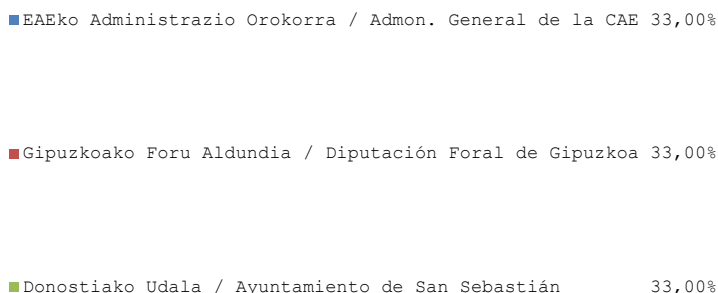 EAEko Administrazio Orokorra / Admon. General de la CAE 33,00%
Gipuzkoako Foru Aldundia / Diputación Foral de Gipuzkoa 33,00%
Donostiako Udala / Ayuntamiento de San Sebastián 33,00%